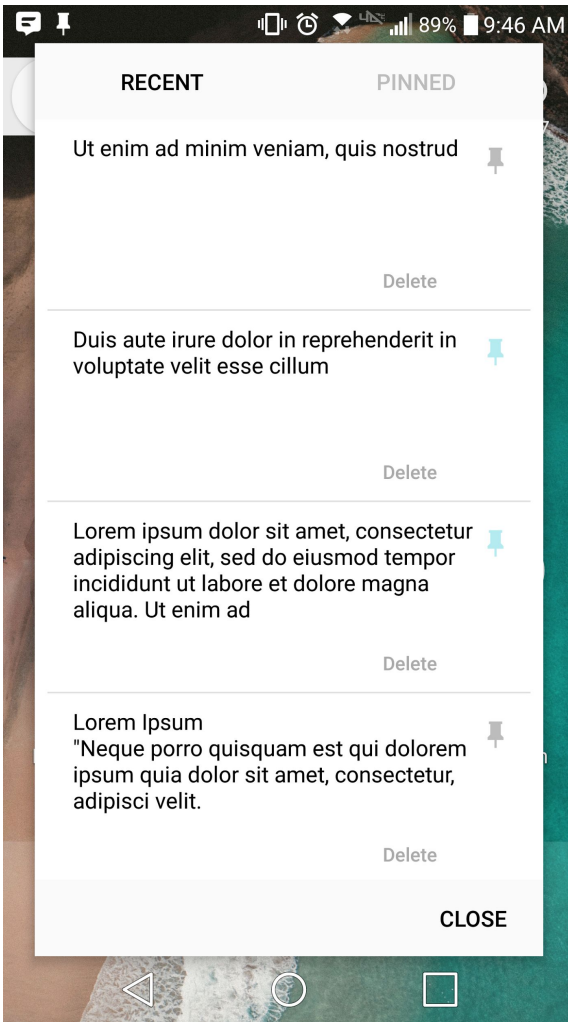 89% 9:46 AM
RECENT PINNED
Ut enim ad minim veniam, quis nostrud
Delete
Duis aute irure dolor in reprehenderit in
voluptate velit esse cillum
Delete
Lorem ipsum dolor sit amet, consectetur
adipiscing elit, sed do eiusmod tempor
incididunt ut labore et dolore magna
aliqua. Ut enim ad
Delete
Lorem Ipsum
"Neque porro quisquam est qui dolorem
ipsum quia dolor sit amet, consectetur,
adipisci velit.
Delete
CLOSE